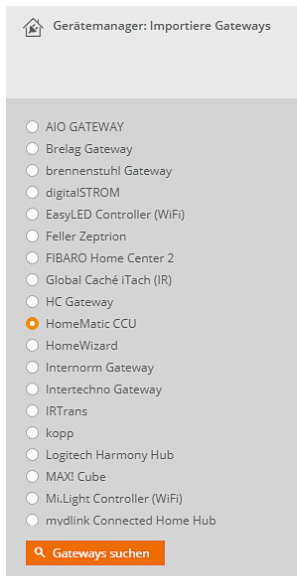 Gerätemanager: Importiere Gateways
AIO GATEWAY
Brelag Gateway
brennenstuhl Gateway
digitalSTROM
EasyLED Controller (WiFi)
Feller Zeptrion
FIBARO Home Center 2
Global Caché iTach (IR)
HC Gateway
HomeMatic CCU
HomeWizard
Internorm Gateway
Intertechno Gateway
IRTrans
kopp
Logitech Harmony Hub
MAX! Cube
Mi.Light Controller (WiFi)
mydlink Connected Home Hub
Gateways suchen